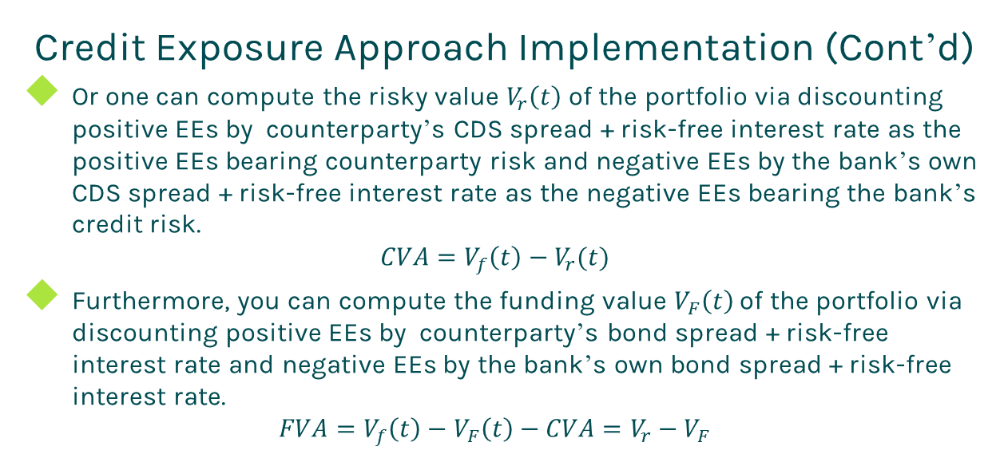 Credit Exposure Approach Implementation (Cont’d)
Or one can compute the risky value Vᵣ(t) of the portfolio via discounting
positive EEs by  counterparty’s CDS spread + risk-free interest rate as the
positive EEs bearing counterparty risk and negative EEs by the bank’s own
CDS spread + risk-free interest rate as the negative EEs bearing the bank’s
credit risk.
CVA = V_f(t) − V_r(t)
Furthermore, you can compute the funding value V_F(t) of the portfolio via
discounting positive EEs by  counterparty’s bond spread + risk-free
interest rate and negative EEs by the bank’s own bond spread + risk-free
interest rate.
FVA = V_f(t) − V_F(t) − CVA = V_r − V_F